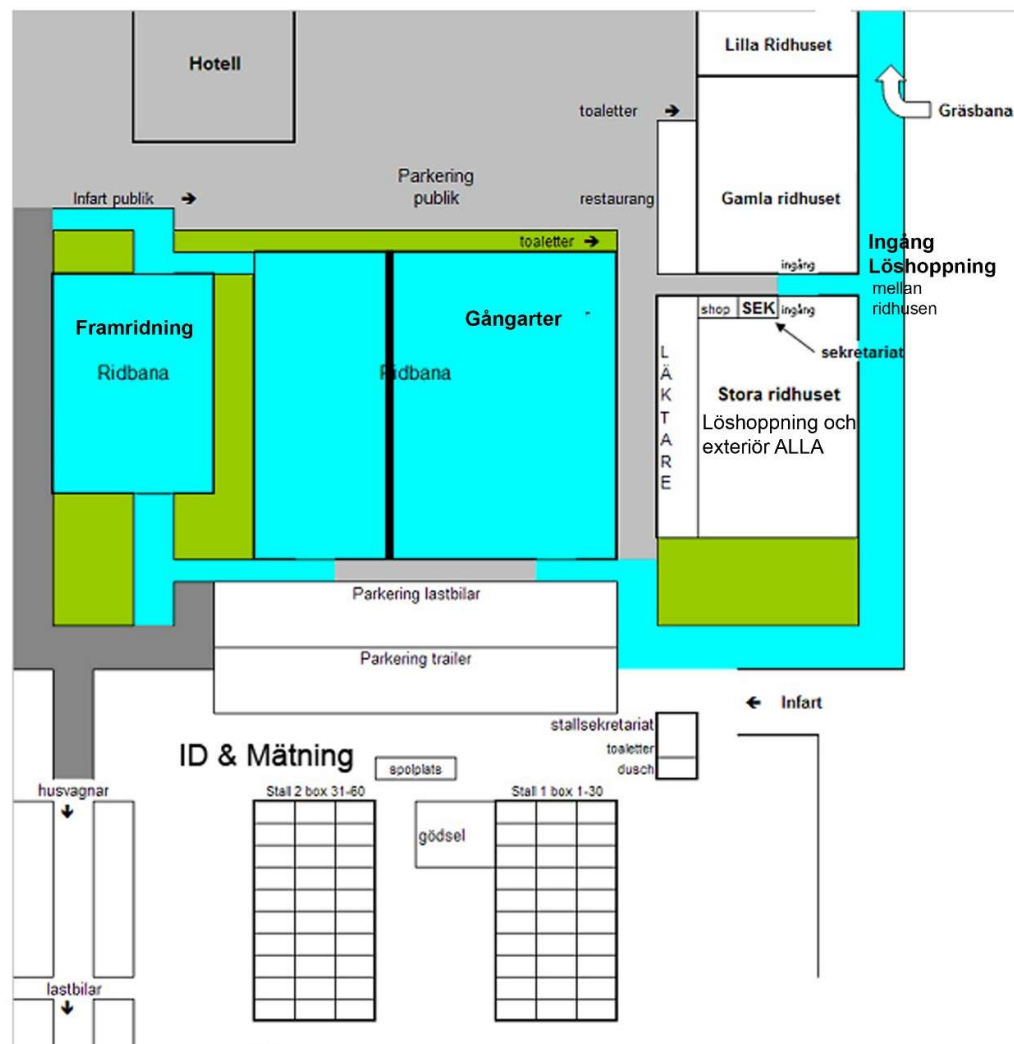 Lilla Ridhuset
Hotell
toaletter →
Gräsbana
Parkering
publik
Infart publik →
restaurang
Gamla ridhuset
toaletter →
Ingång
Löshoppning
mellan
ridhusen
ingång
shop
SEK
ingång
Framridning
Ridbana
Gångarter
Ridbana
sekretariat
LÄKTARE
Stora ridhuset
Löshoppning och
exteriör ALLA
Parkering lastbilar
Parkering trailer
← Infart
stallsekretariat
toaletter
dusch
ID & Mätning
spolplats
husvagnar
Stall 2 box 31-60
Stall 1 box 1-30
gödsel
lastbilar